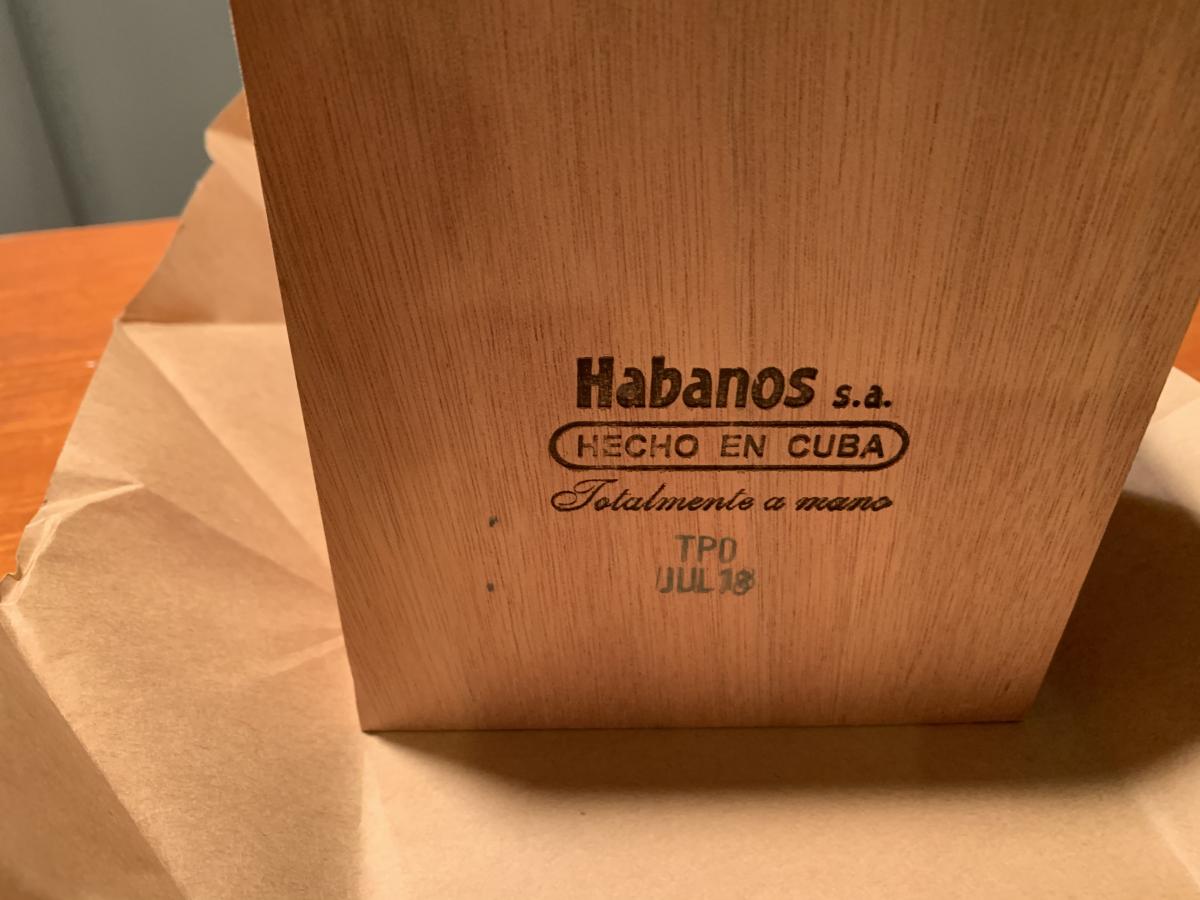 Habanos s.a.
HECHO EN CUBA
Totalmente a mano
TPO
JUL 18